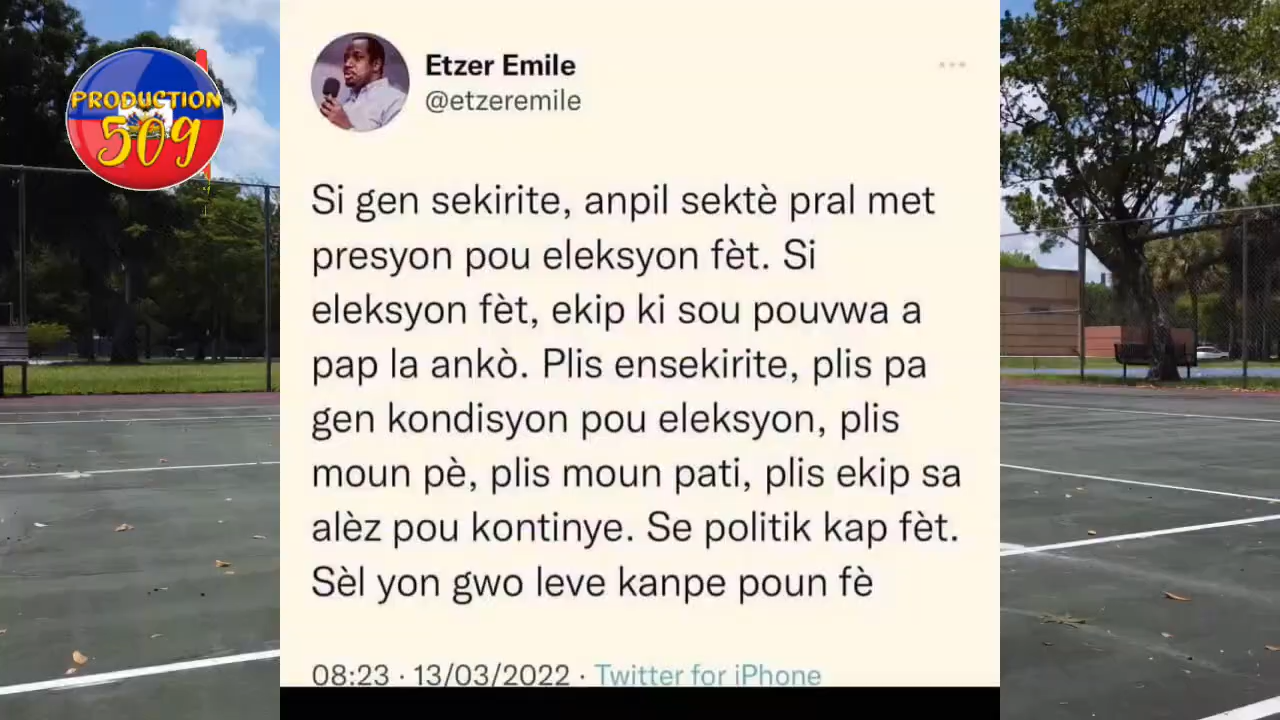 PRODUCTION
509
Etzer Emile
@etzeremile
Si gen sekirite, anpil sektè pral met
presyon pou eleksyon fèt. Si
eleksyon fèt, ekip ki sou pouvwa a
pap la ankò. Plis ensekirite, plis pa
gen kondisyon pou eleksyon, plis
moun pè, plis moun pati, plis ekip sa
alèz pou kontinye. Se politik kap fèt.
Sèl yon gwo leve kanpe poun fè
08:23 · 13/03/2022 · Twitter for iPhone